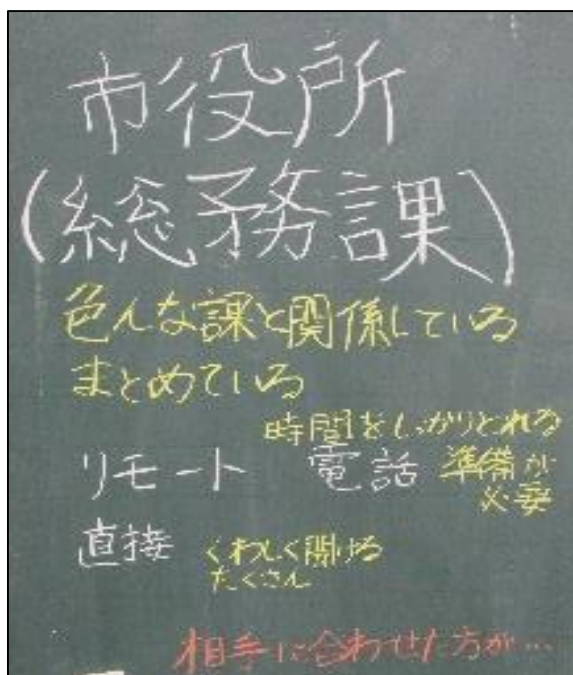 市役所
(総務課)
色んな課と関係している
まとめている
時間をしっかりとれる
リモート 電話 準備が
必要
直接 くわしく聞ける
たくさん
相手に合わせた方が…